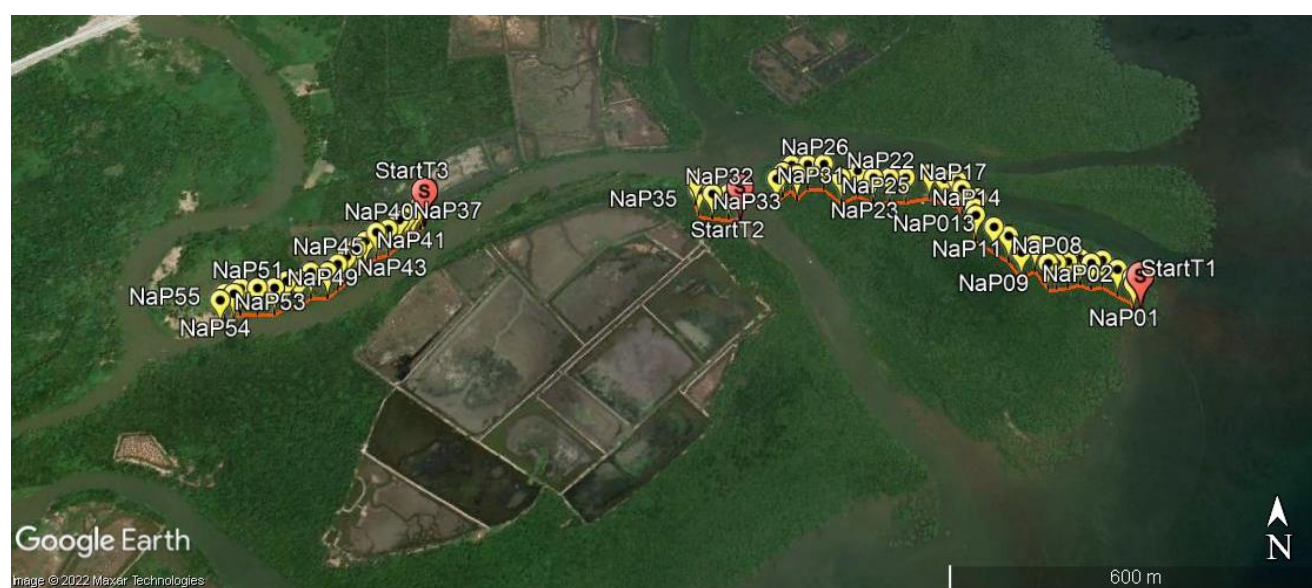 NaP26
StartT3
NaP32
NaP22
NaP17
NaP31
NaP25
NaP35
NaP33
NaP14
NaP40
NaP37
NaP23
NaP013
StartT2
NaP41
NaP45
NaP11
NaP08
NaP43
NaP51
NaP49
NaP09
NaP02
StartT1
NaP55
NaP53
NaP54
NaP01
Google Earth
N
Image © 2022 Maxar Technologies
600 m